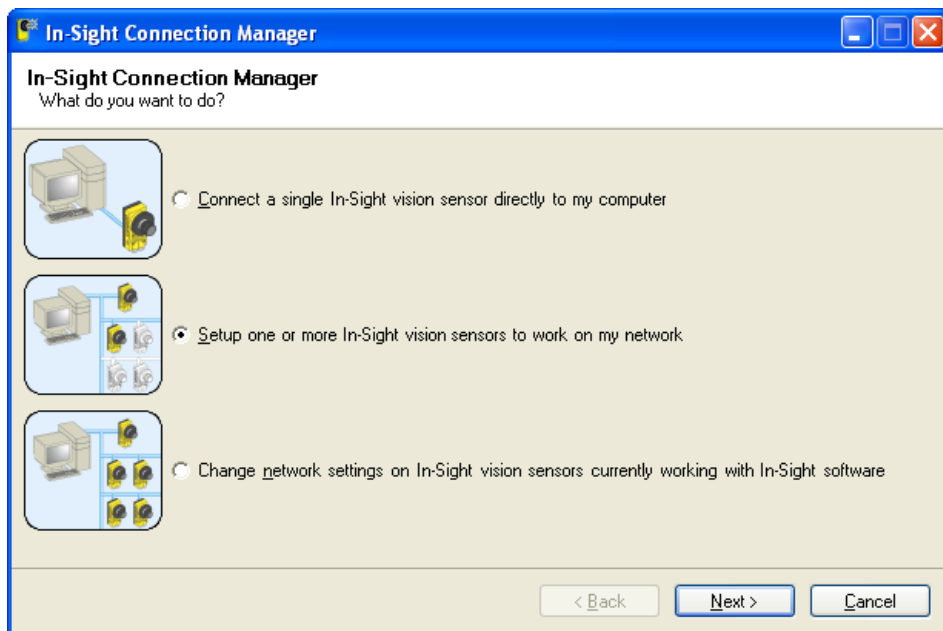 In-Sight Connection Manager
In-Sight Connection Manager
What do you want to do?
Connect a single In-Sight vision sensor directly to my computer
Setup one or more In-Sight vision sensors to work on my network
Change network settings on In-Sight vision sensors currently working with In-Sight software
< Back Next > Cancel